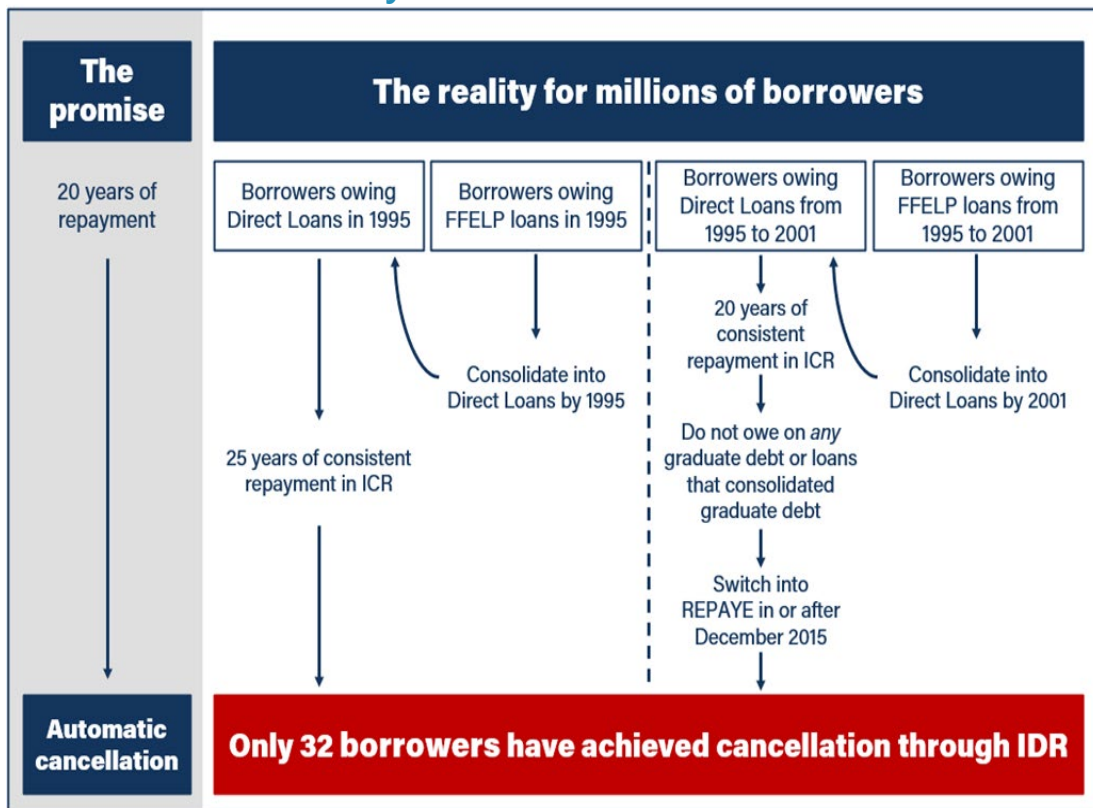 The
promise
The reality for millions of borrowers
20 years of
repayment
Borrowers owing
Direct Loans in 1995
Borrowers owing
FFELP loans in 1995
Borrowers owing
Direct Loans from
1995 to 2001
Borrowers owing
FFELP loans from
1995 to 2001
Consolidate into
Direct Loans by 1995
25 years of consistent
repayment in ICR
20 years of
consistent
repayment in ICR
Consolidate into
Direct Loans by 2001
Do not owe on any
graduate debt or loans
that consolidated
graduate debt
Switch into
REPAYE in or after
December 2015
Automatic
cancellation
Only 32 borrowers have achieved cancellation through IDR